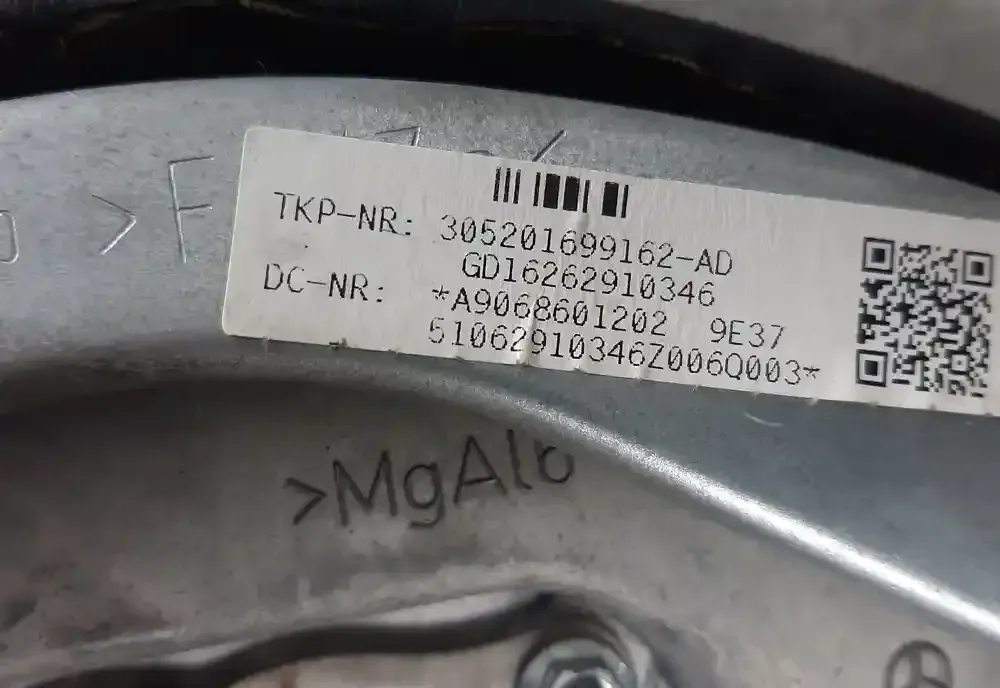 >F
TKP-NR: 305201699162-AD
GD16262910346
DC-NR: *A9068601202 9E37
51062910346Z006Q003*
>MgAl6